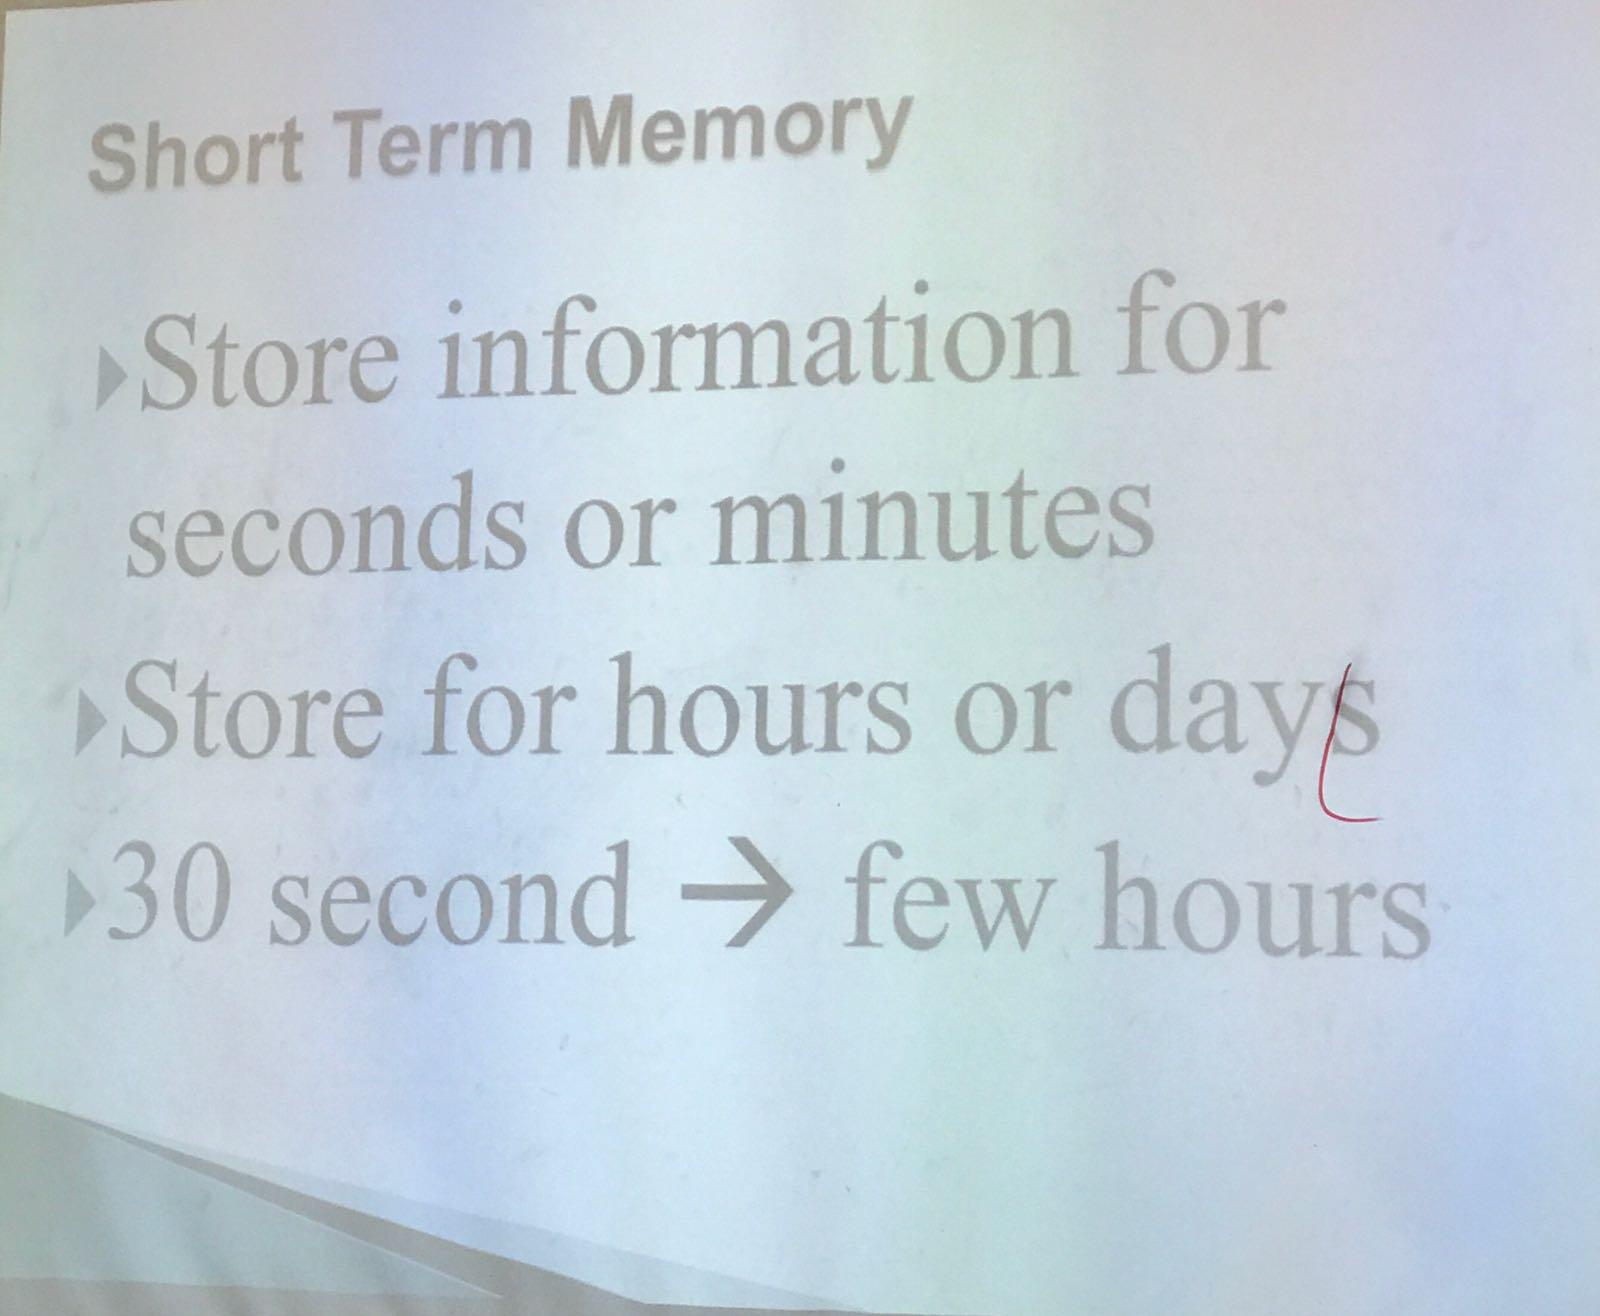 Short Term Memory
Store information for
seconds or minutes
Store for hours or days
30 second → few hours